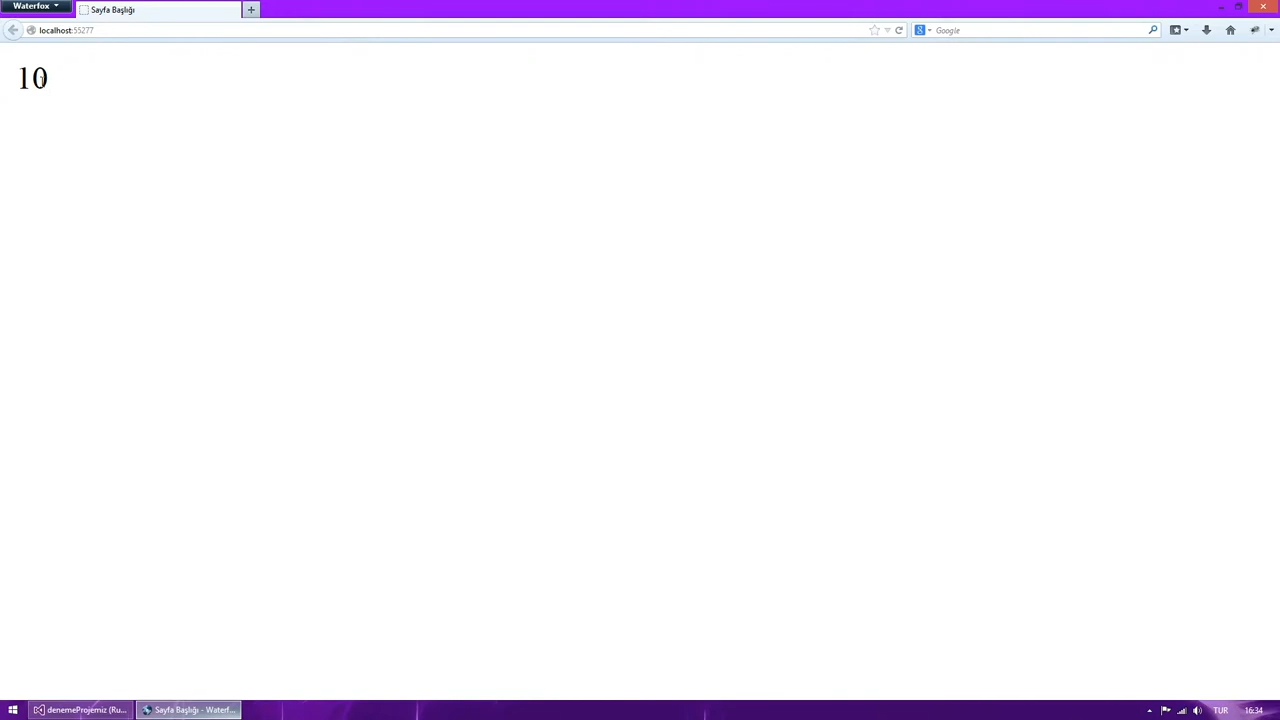 Waterfox
Sayfa Başlığı
localhost:55277
Google
10
denemeProjemiz (Ru...
Sayfa Başlığı - Waterf...
TUR
16:34